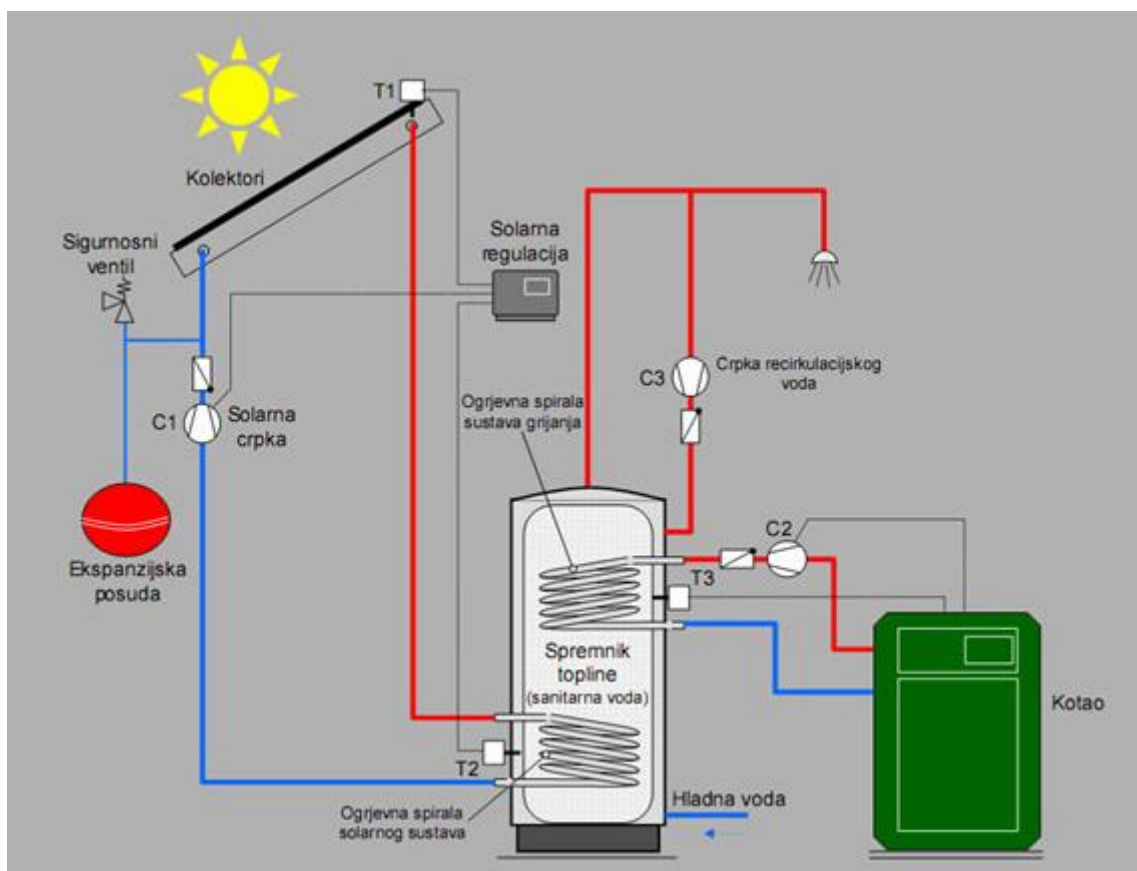 T1
Kolektori
Sigurnosni
ventil
Solarna
regulacija
C1
Solarna
crpka
C3
Crpka recirkulacijskog
voda
Ogrjevna spirala
sustava grijanja
Ekspanzijska
posuda
C2
T3
Spremnik
topline
(sanitarna voda)
Kotao
T2
Hladna voda
Ogrjevna spirala
solarnog sustava